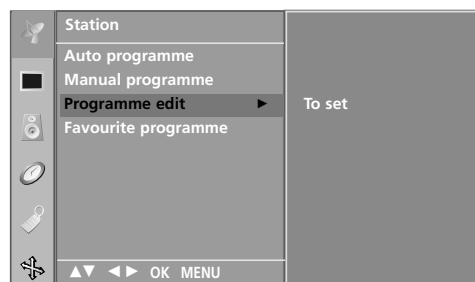 Station
Auto programme
Manual programme
Programme edit ►
To set
Favourite programme
▲▼ ◄► OK MENU